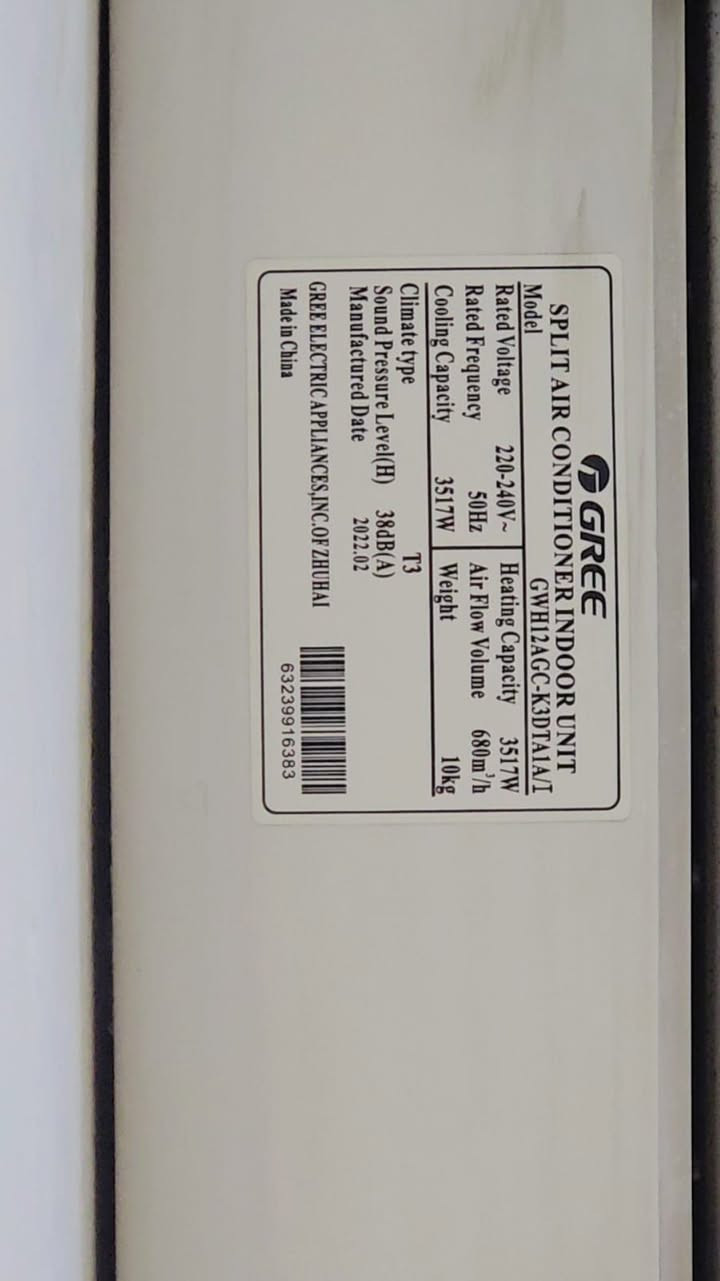 GREE
SPLIT AIR CONDITIONER INDOOR UNIT
Model GWH12AGC-K3DTA1A/I
Rated Voltage 220-240V~ Heating Capacity 3517W
Rated Frequency 50Hz Air Flow Volume 680m³/h
Cooling Capacity 3517W Weight 10kg
Climate type T3
Sound Pressure Level(H) 38dB(A)
Manufactured Date 2022.02
GREE ELECTRIC APPLIANCES,INC.OF ZHUHAI
Made in China
63239916383